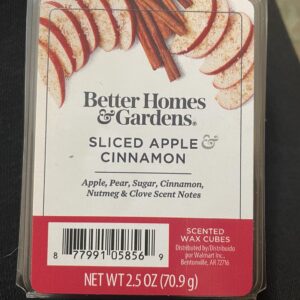 Better Homes
& Gardens®
SLICED APPLE &
CINNAMON
Apple, Pear, Sugar, Cinnamon,
Nutmeg & Clove Scent Notes
SCENTED
WAX CUBES
Distributed by/Distribuido
por Walmart Inc.,
Bentonville, AR 72716
8 77991 05856 9
NET WT 2.5 OZ (70.9 g)